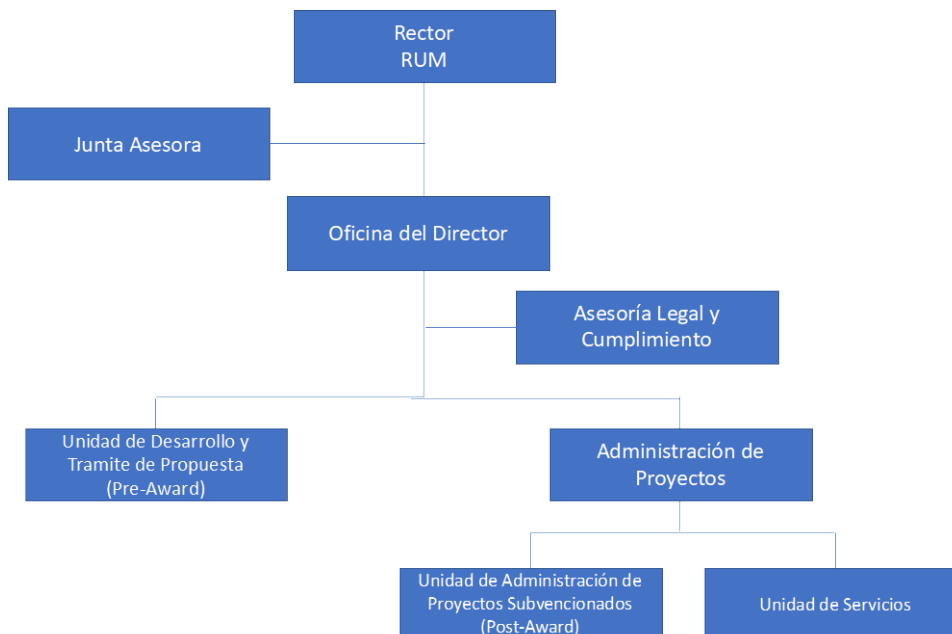 Rector
RUM
Junta Asesora
Oficina del Director
Asesoría Legal y
Cumplimiento
Unidad de Desarrollo y
Tramite de Propuesta
(Pre-Award)
Administración de
Proyectos
Unidad de Administración de
Proyectos Subvencionados
(Post-Award)
Unidad de Servicios